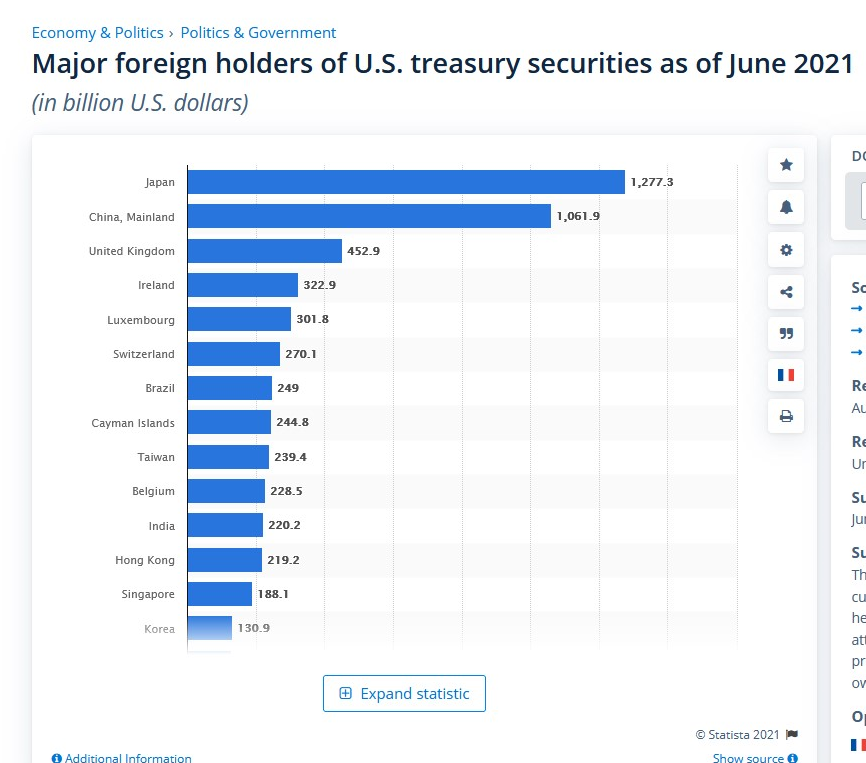 Economy & Politics › Politics & Government
Major foreign holders of U.S. treasury securities as of June 2021
(in billion U.S. dollars)
Japan 1,277.3
China, Mainland 1,061.9
United Kingdom 452.9
Ireland 322.9
Luxembourg 301.8
Switzerland 270.1
Brazil 249
Cayman Islands 244.8
Taiwan 239.4
Belgium 228.5
India 220.2
Hong Kong 219.2
Singapore 188.1
Korea 130.9
Expand statistic
© Statista 2021
Additional Information
Show source